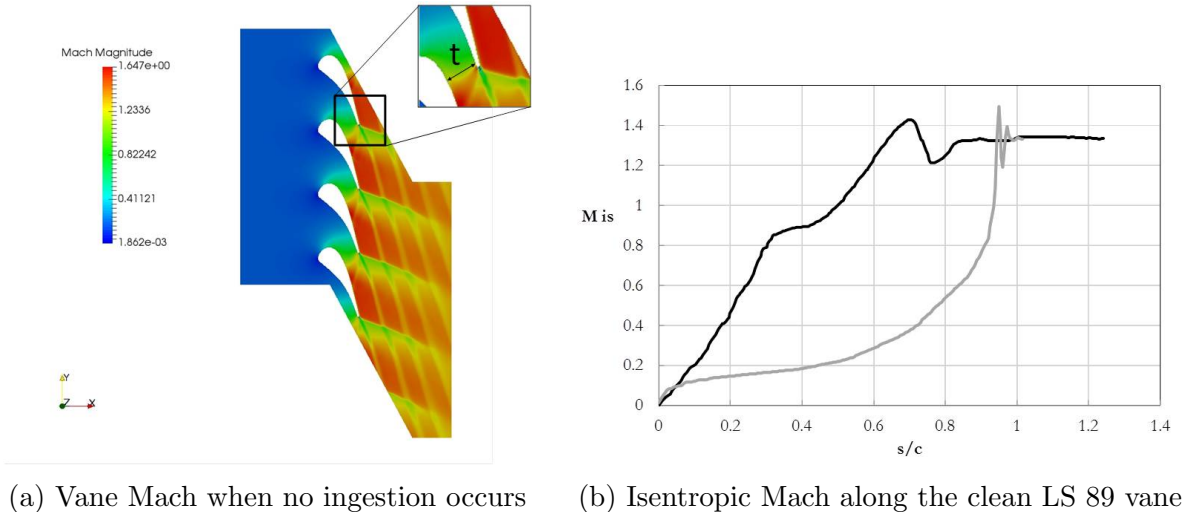 Mach Magnitude
1.647e+00
1.2336
0.82242
0.41121
1.862e-03
t
Y
Z
X
M is
1.6
1.4
1.2
1
0.8
0.6
0.4
0.2
0
0
0.2
0.4
0.6
0.8
1
1.2
1.4
s/c
(a) Vane Mach when no ingestion occurs
(b) Isentropic Mach along the clean LS 89 vane